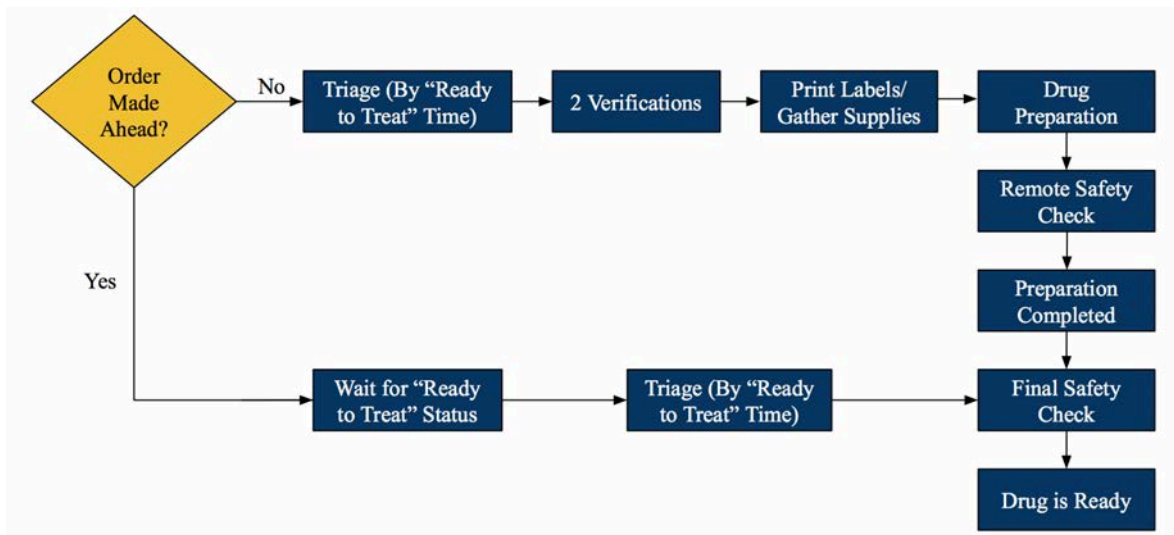 Order
Made
Ahead?
No
Triage (By “Ready
to Treat” Time)
2 Verifications
Print Labels/
Gather Supplies
Drug
Preparation
Remote Safety
Check
Yes
Preparation
Completed
Wait for “Ready
to Treat” Status
Triage (By “Ready
to Treat” Time)
Final Safety
Check
Drug is Ready